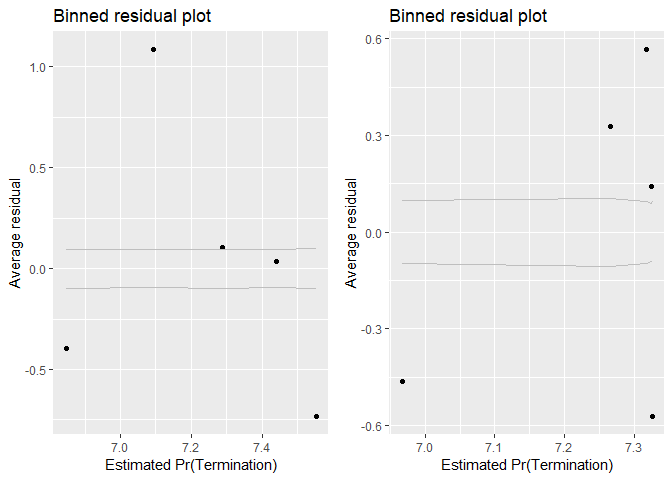 Binned residual plot
Average residual
1.0
0.5
0.0
-0.5
7.0 7.2 7.4
Estimated Pr(Termination)
Binned residual plot
Average residual
0.6
0.3
0.0
-0.3
-0.6
7.0 7.1 7.2 7.3
Estimated Pr(Termination)